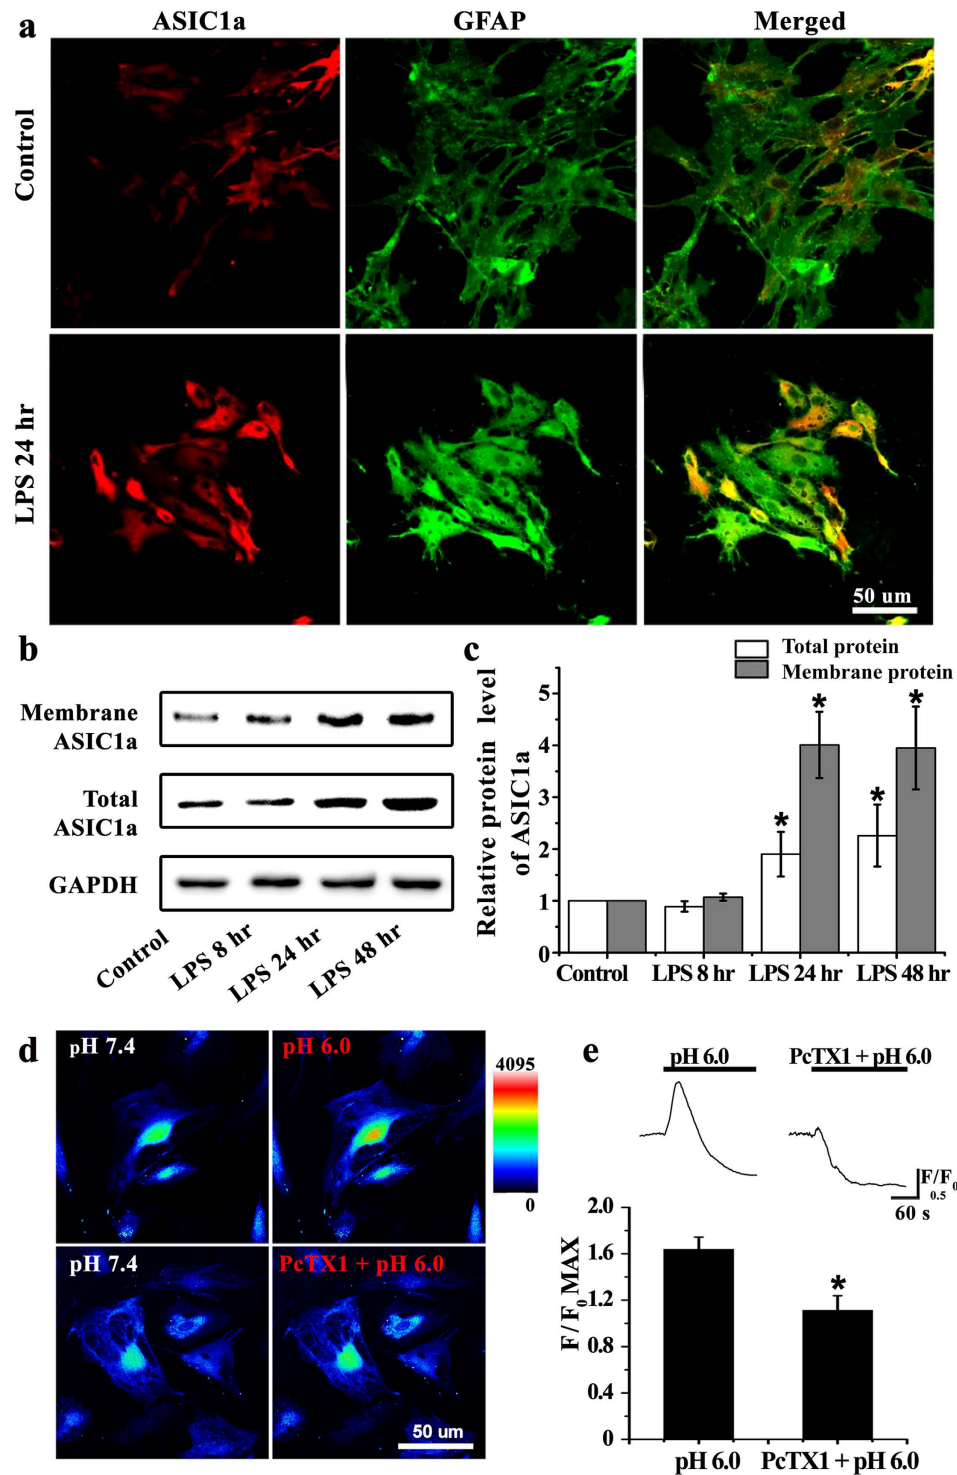 a
ASIC1a
GFAP
Merged
Control
LPS 24 hr
50 um
b
Membrane
ASIC1a
Total
ASIC1a
GAPDH
Control
LPS 8 hr
LPS 24 hr
LPS 48 hr
c
Total protein
Membrane protein
Relative protein level
of ASIC1a
5
4
3
2
1
0
*
*
*
*
Control
LPS 8 hr
LPS 24 hr
LPS 48 hr
d
pH 7.4
pH 6.0
4095
0
pH 7.4
PcTX1 + pH 6.0
50 um
e
pH 6.0
PcTX1 + pH 6.0
F/F0
0.5
60 s
F/F0 MAX
2.0
1.6
1.2
0.8
0.4
0
*
pH 6.0
PcTX1 + pH 6.0